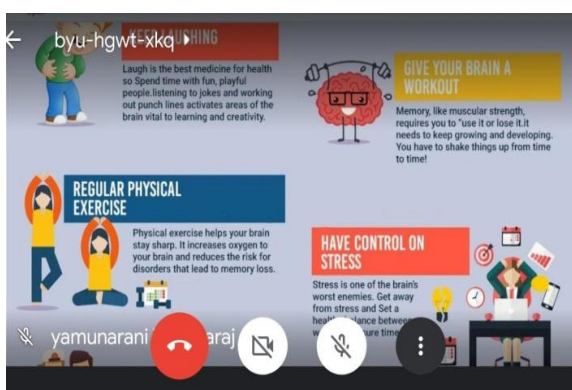 byu-hgwt-xkq
KEEP LAUGHING
Laugh is the best medicine for health
so Spend time with fun, playful
people.listening to jokes and working
out punch lines activates areas of the
brain vital to learning and creativity.
GIVE YOUR BRAIN A
WORKOUT
Memory, like muscular strength,
requires you to "use it or lose it.it
needs to keep growing and developing.
You have to shake things up from time
to time!
REGULAR PHYSICAL
EXERCISE
Physical exercise helps your brain
stay sharp. It increases oxygen to
your brain and reduces the risk for
disorders that lead to memory loss.
HAVE CONTROL ON
STRESS
Stress is one of the brain's
worst enemies. Get away
from stress and Set a
between
time
yamunarani